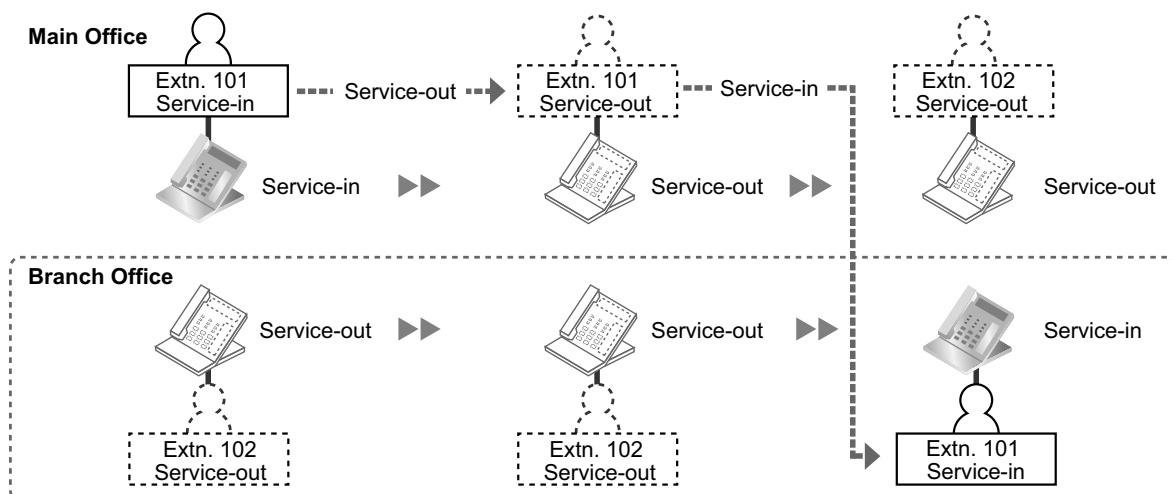 Main Office
Extn. 101
Service-in
Service-out
Extn. 101
Service-out
Service-in
Extn. 102
Service-out
Service-in
Service-out
Service-out
Branch Office
Service-out
Service-out
Service-in
Extn. 102
Service-out
Extn. 102
Service-out
Extn. 101
Service-in